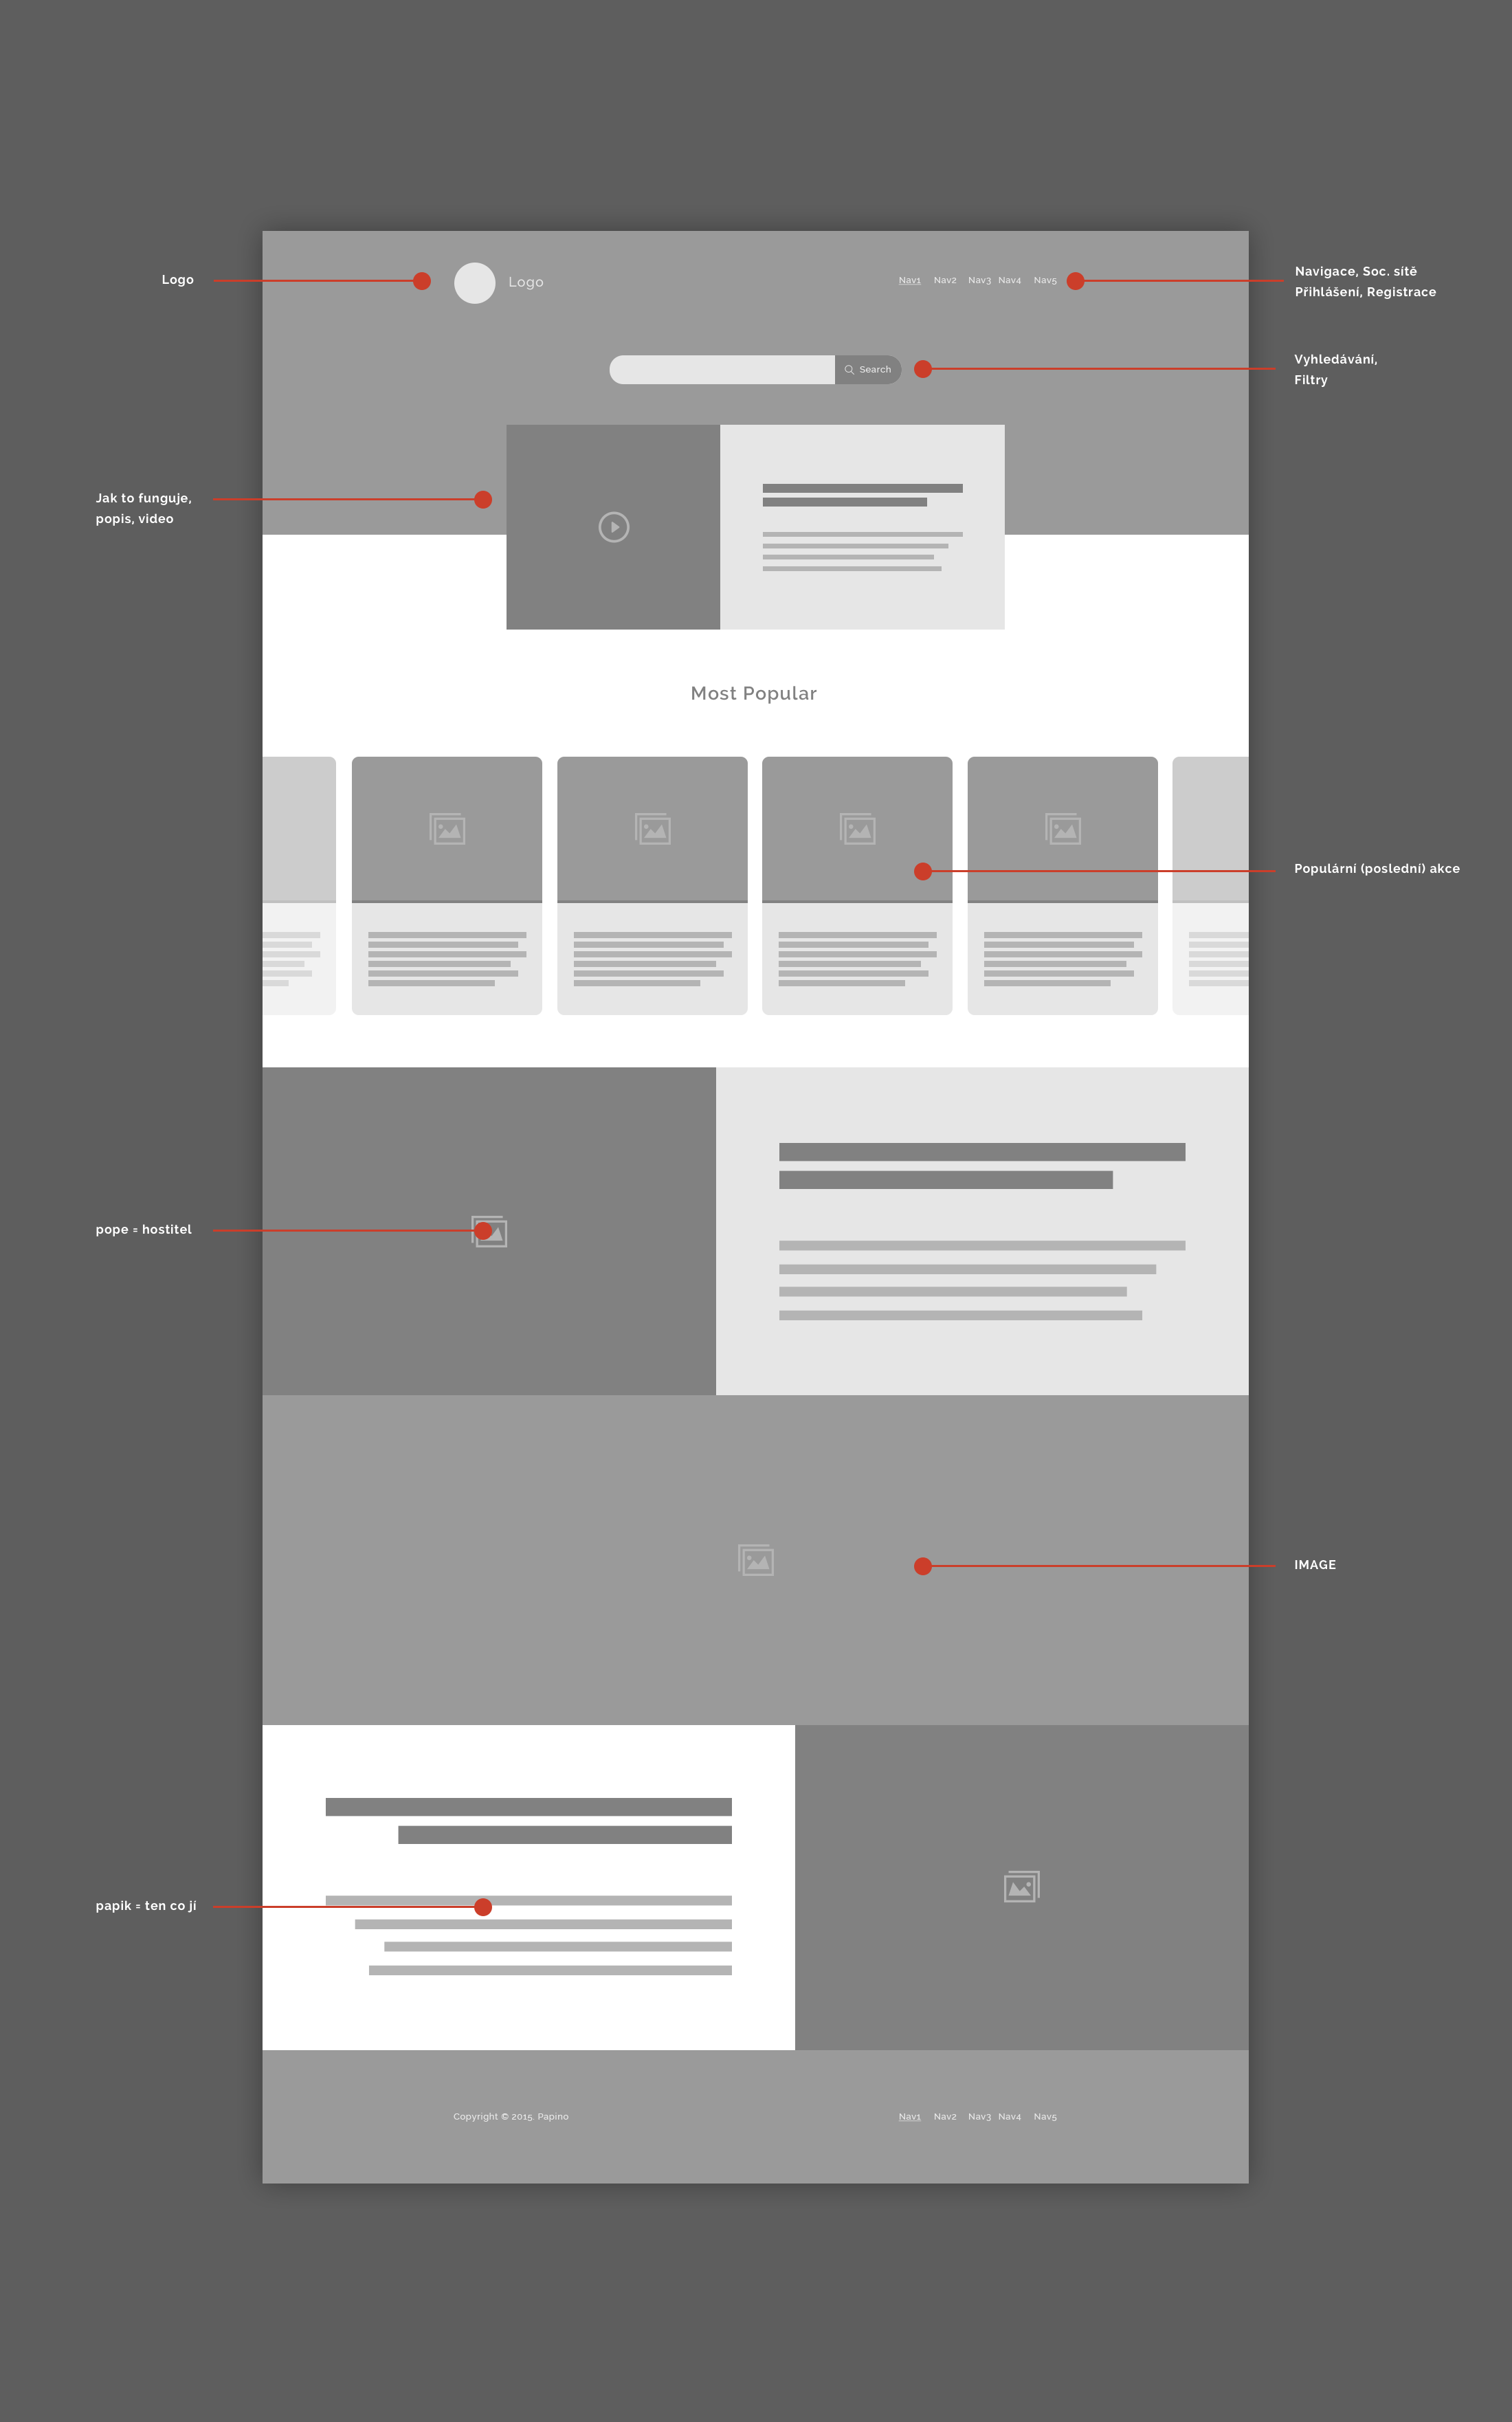 Logo
Logo
Nav1 Nav2 Nav3 Nav4 Nav5
Navigace, Soc. sítě
Přihlášení, Registrace
Search
Vyhledávání,
Filtry
Jak to funguje,
popis, video
Most Popular
Populární (poslední) akce
pope = hostitel
IMAGE
papik = ten co jí
Copyright © 2015. Papino
Nav1 Nav2 Nav3 Nav4 Nav5